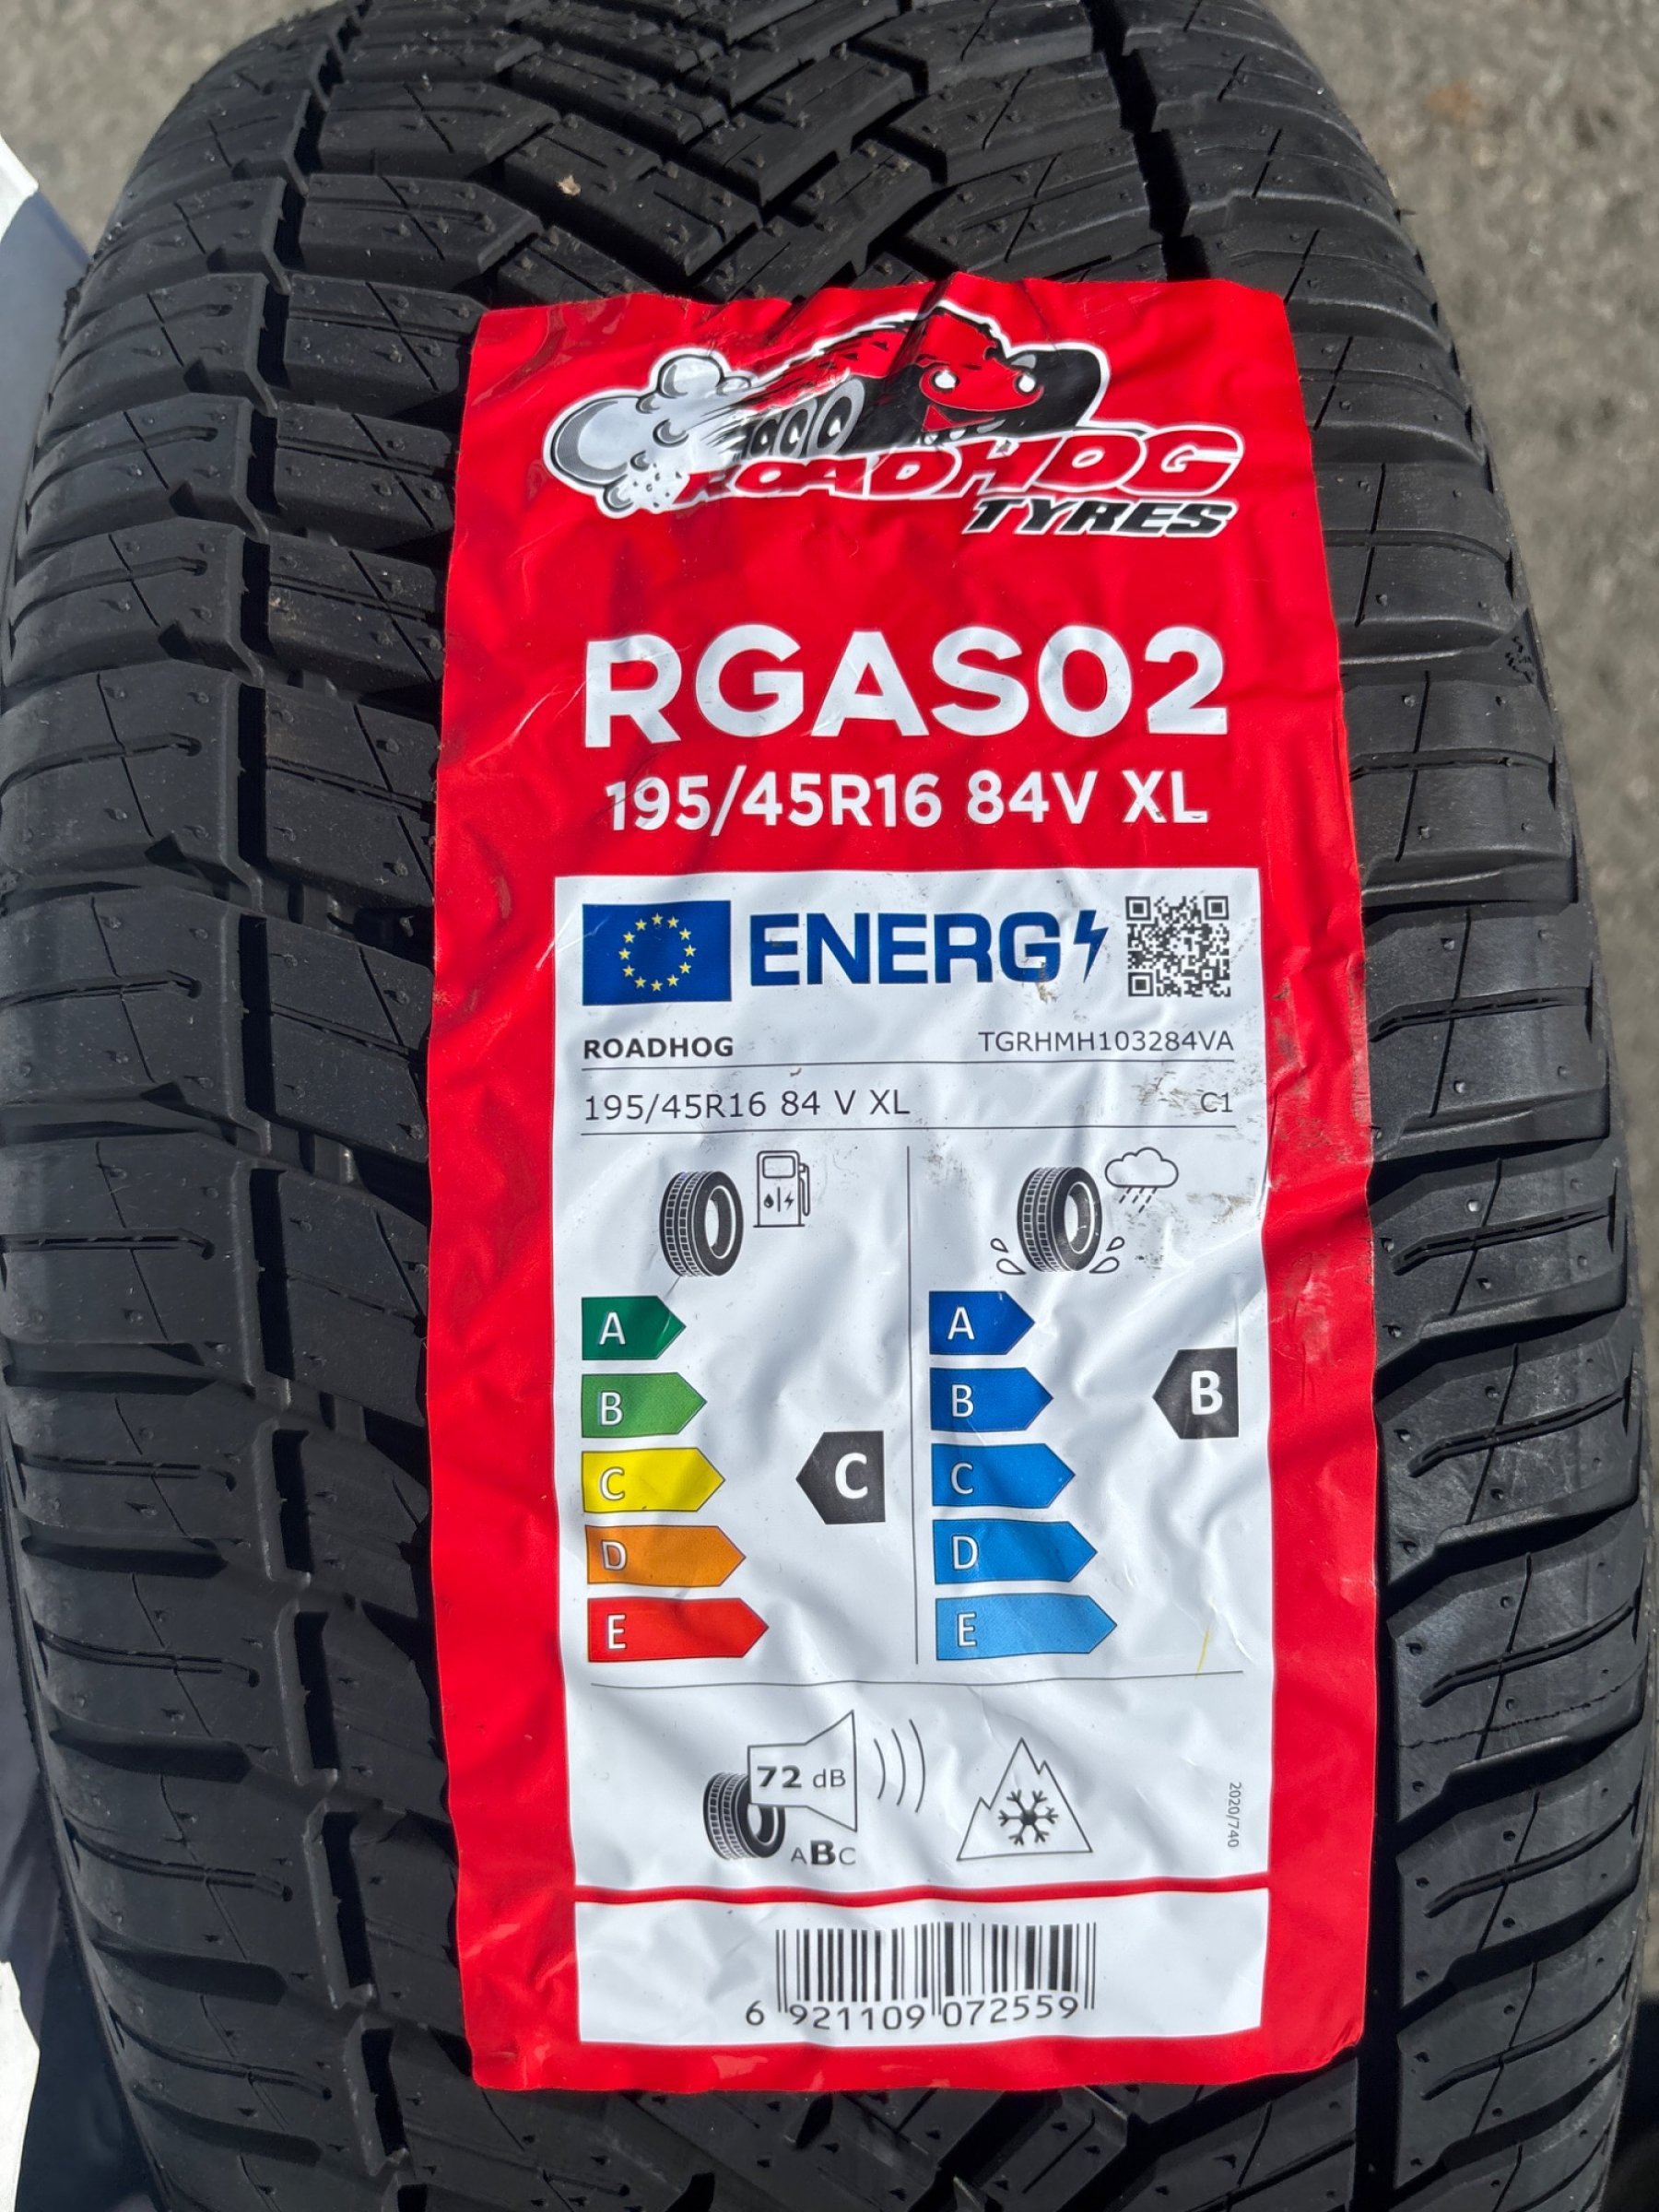 ROADHOG
TYRES
RGAS02
195/45R16 84V XL
ENERG
ROADHOG TGRHMH103284VA
195/45R16 84 V XL C1
A A
B B B
C C C
D D
E E
72 dB
ABC
2020/740
6 921109 072559